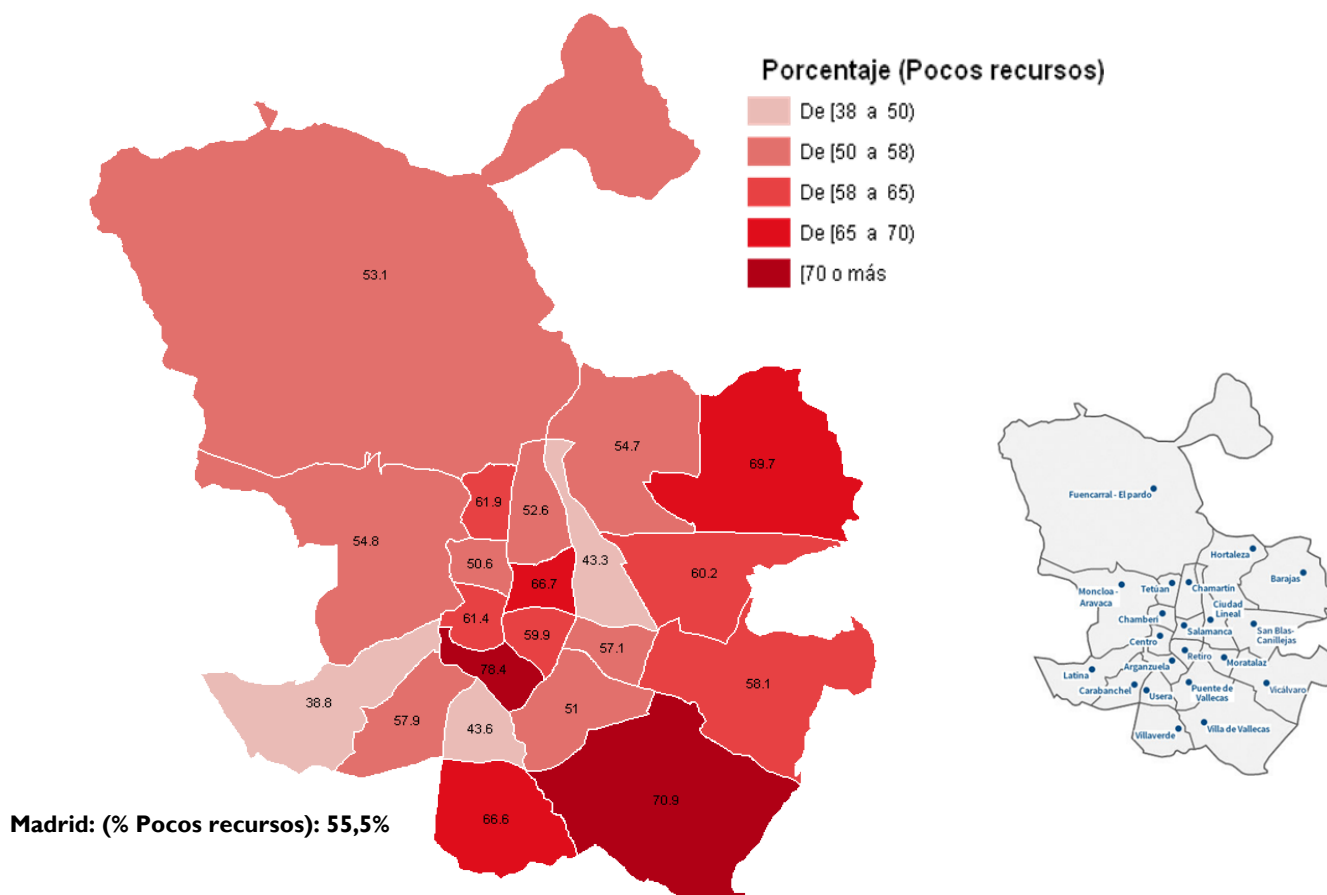 Porcentaje (Pocos recursos)
De [38 a 50)
De [50 a 58)
De [58 a 65)
De [65 a 70)
[70 o más
53.1
54.7
69.7
61.9
52.6
54.8
43.3
50.6
66.7
60.2
61.4
59.9
57.1
78.4
58.1
38.8
57.9
43.6
51
70.9
66.6
Madrid: (% Pocos recursos): 55,5%
Fuencarral - El pardo
Hortaleza
Barajas
Moncloa -
Aravaca
Tetúan
Chamartín
Ciudad
Lineal
Chamberí
Salamanca
San Blas-
Canillejas
Centro
Retiro
Moratalaz
Arganzuela
Latina
Carabanchel
Usera
Puente de
Vallecas
Vicálvaro
Villaverde
Villa de Vallecas